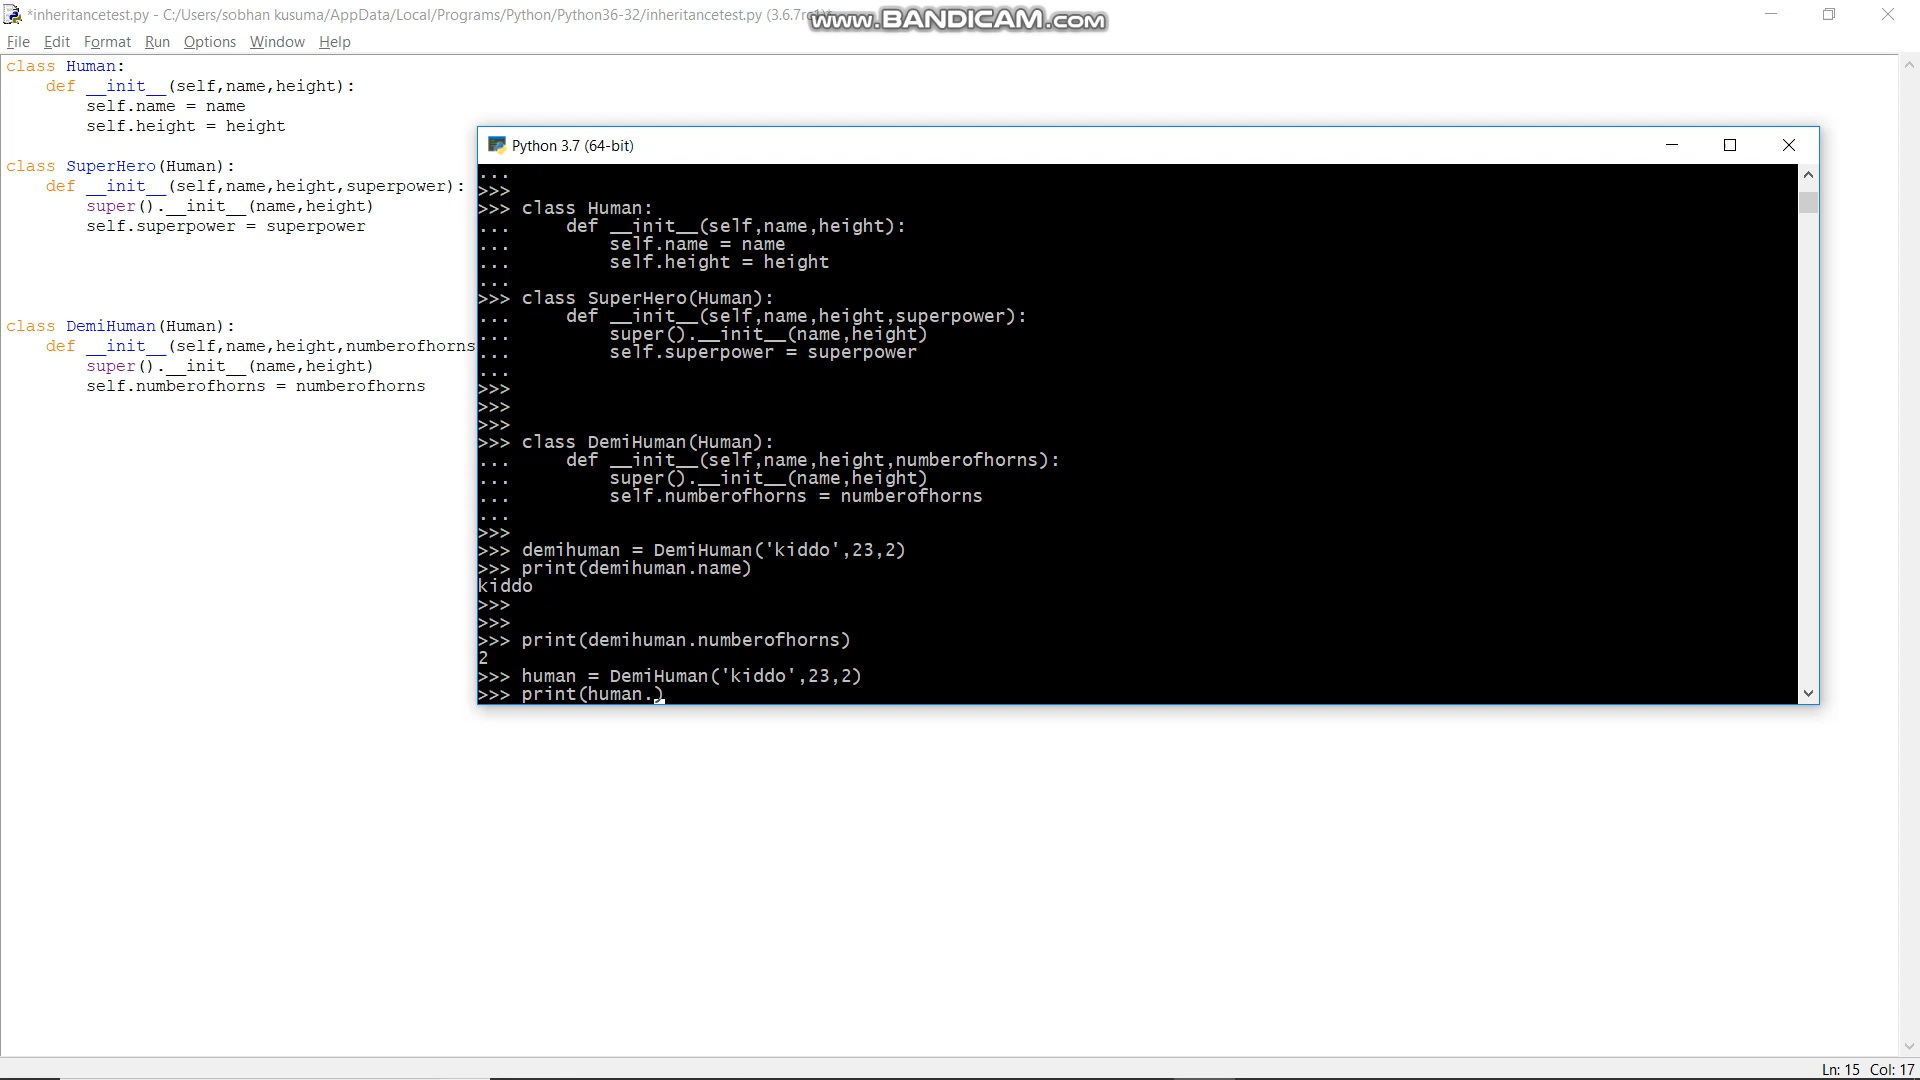 *inheritancetest.py - C:/Users/sobhan kusuma/AppData/Local/Programs/Python/Python36-32/inheritancetest.py (3.6.7rc1)*
www.BANDICAM.com
File Edit Format Run Options Window Help
class Human:
    def __init__(self,name,height):
        self.name = name
        self.height = height
class SuperHero(Human):
    def __init__(self,name,height,superpower):
        super().__init__(name,height)
        self.superpower = superpower
class DemiHuman(Human):
    def __init__(self,name,height,numberofhorns
        super().__init__(name,height)
        self.numberofhorns = numberofhorns
Python 3.7 (64-bit)
...
>>>
>>> class Human:
...     def __init__(self,name,height):
...         self.name = name
...         self.height = height
...
>>> class SuperHero(Human):
...     def __init__(self,name,height,superpower):
...         super().__init__(name,height)
...         self.superpower = superpower
...
>>>
>>>
>>>
>>> class DemiHuman(Human):
...     def __init__(self,name,height,numberofhorns):
...         super().__init__(name,height)
...         self.numberofhorns = numberofhorns
...
>>>
>>> demihuman = DemiHuman('kiddo',23,2)
>>> print(demihuman.name)
kiddo
>>>
>>>
>>> print(demihuman.numberofhorns)
2
>>> human = DemiHuman('kiddo',23,2)
>>> print(human.)
Ln: 15 Col: 17